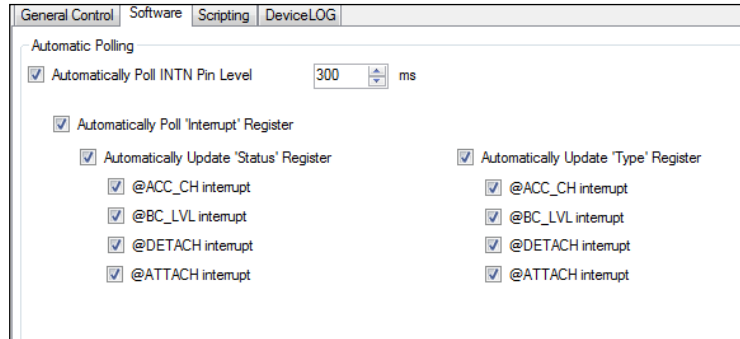 General Control Software Scripting DeviceLOG
Automatic Polling
Automatically Poll INTN Pin Level 300 ms
Automatically Poll 'Interrupt' Register
Automatically Update 'Status' Register Automatically Update 'Type' Register
@ACC_CH interrupt @ACC_CH interrupt
@BC_LVL interrupt @BC_LVL interrupt
@DETACH interrupt @DETACH interrupt
@ATTACH interrupt @ATTACH interrupt